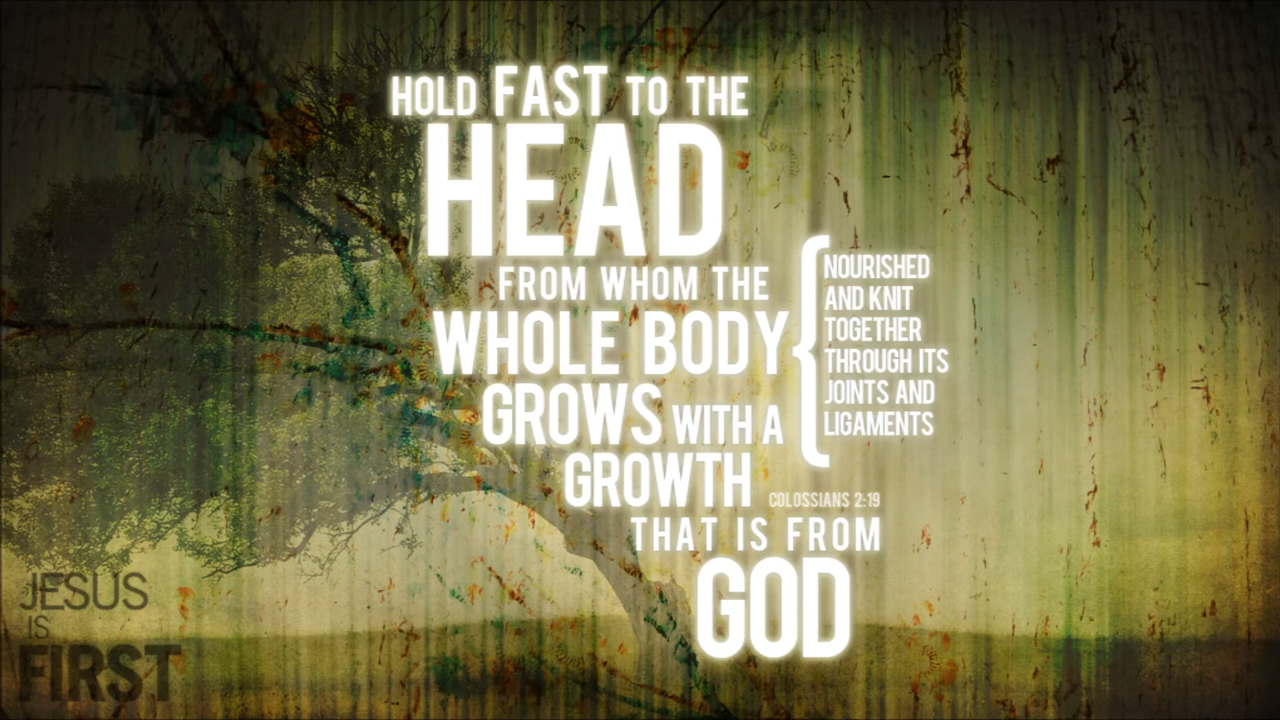 HOLD FAST TO THE
HEAD
FROM WHOM THE
WHOLE BODY
NOURISHED
AND KNIT
TOGETHER
THROUGH ITS
JOINTS AND
LIGAMENTS
GROWS WITH A
GROWTH
COLOSSIANS 2:19
THAT IS FROM
GOD
JESUS
IS
FIRST